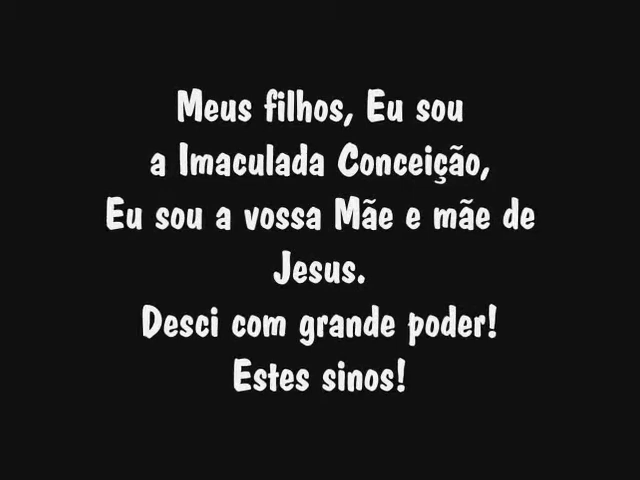 Meus filhos, Eu sou
a Imaculada Conceição,
Eu sou a vossa Mãe e mãe de
Jesus.
Desci com grande poder!
Estes sinos!